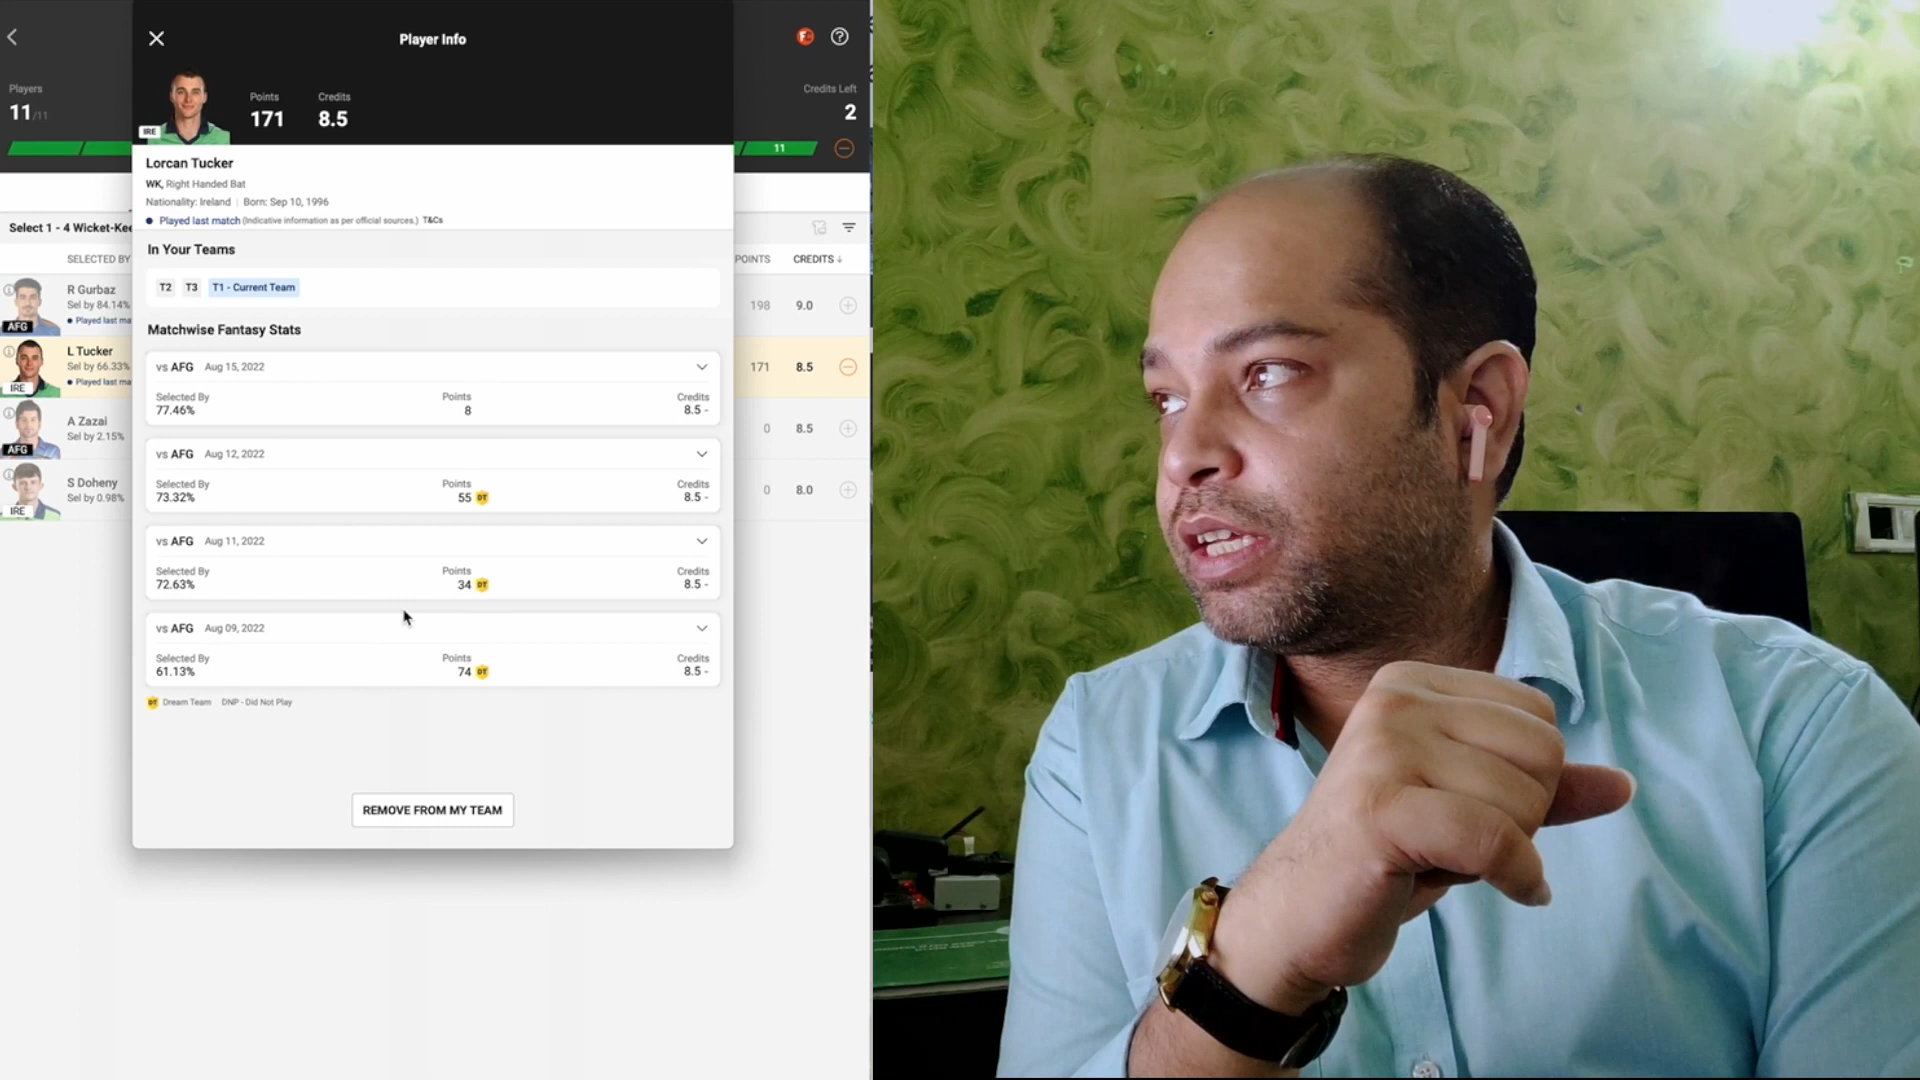 Player Info
Players
11/11
Credits Left
2
11
Points
171
Credits
8.5
IRE
Lorcan Tucker
WK, Right Handed Bat
Nationality: Ireland | Born: Sep 10, 1996
Played last match (Indicative information as per official sources.) T&Cs
In Your Teams
T2 T3 T1 - Current Team
Matchwise Fantasy Stats
vs AFG Aug 15, 2022
Selected By Points Credits
77.46% 8 8.5 -
vs AFG Aug 12, 2022
Selected By Points Credits
73.32% 55 DT 8.5 -
vs AFG Aug 11, 2022
Selected By Points Credits
72.63% 34 DT 8.5 -
vs AFG Aug 09, 2022
Selected By Points Credits
61.13% 74 DT 8.5 -
DT Dream Team DNP - Did Not Play
REMOVE FROM MY TEAM
Select 1 - 4 Wicket-Kee
SELECTED BY POINTS CREDITS
R Gurbaz
Sel by 84.14%
Played last ma
AFG
198 9.0
L Tucker
Sel by 66.33%
Played last ma
IRE
171 8.5
A Zazai
Sel by 2.15%
AFG
0 8.5
S Doheny
Sel by 0.98%
IRE
0 8.0